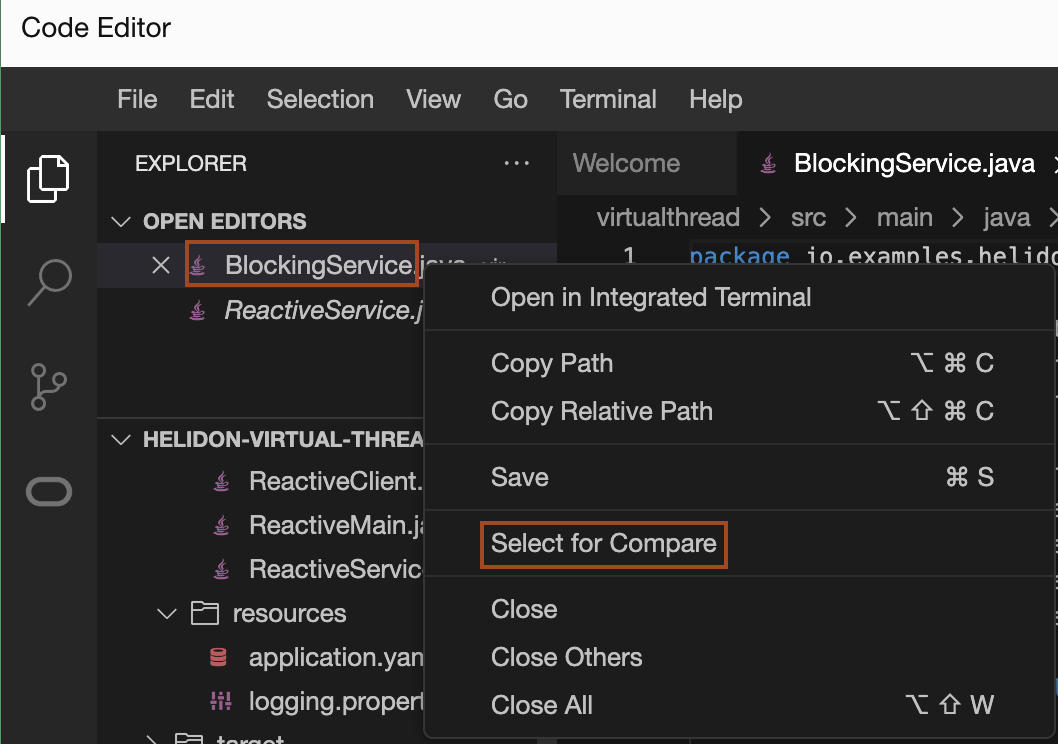 Code Editor
File Edit Selection View Go Terminal Help
EXPLORER ···
Welcome BlockingService.java
OPEN EDITORS
virtualthread > src > main > java >
BlockingService.java
1 package io.examples.helido
ReactiveService.j
Open in Integrated Terminal
Copy Path ⌥ ⌘ C
Copy Relative Path ⌥ ⇧ ⌘ C
Save ⌘ S
Select for Compare
Close
Close Others
Close All ⌥ ⇧ W
HELIDON-VIRTUAL-THREA
ReactiveClient.
ReactiveMain.ja
ReactiveServic
resources
application.yam
logging.propert
target